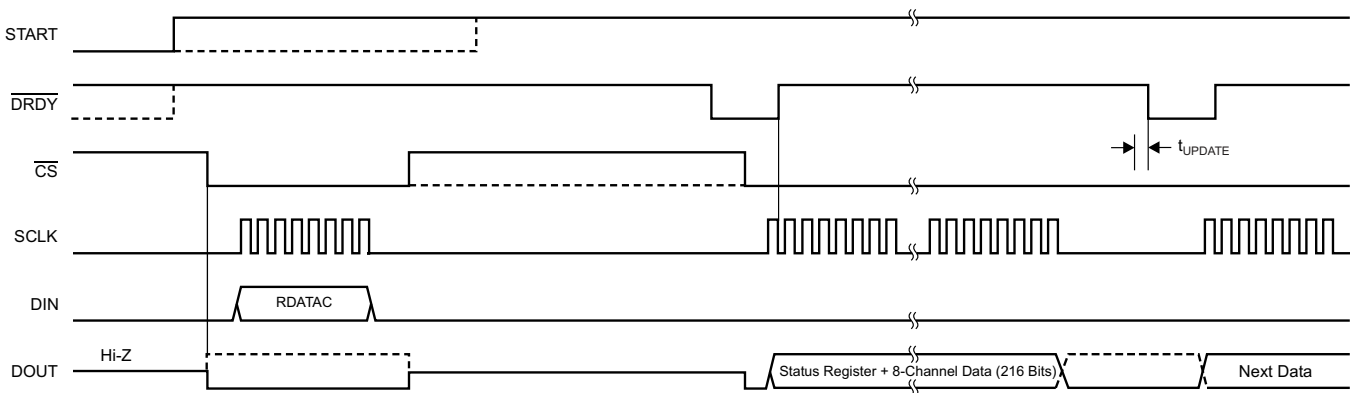 START
DRDY
tUPDATE
CS
SCLK
DIN
RDATAC
Hi-Z
DOUT
Status Register + 8-Channel Data (216 Bits)
Next Data